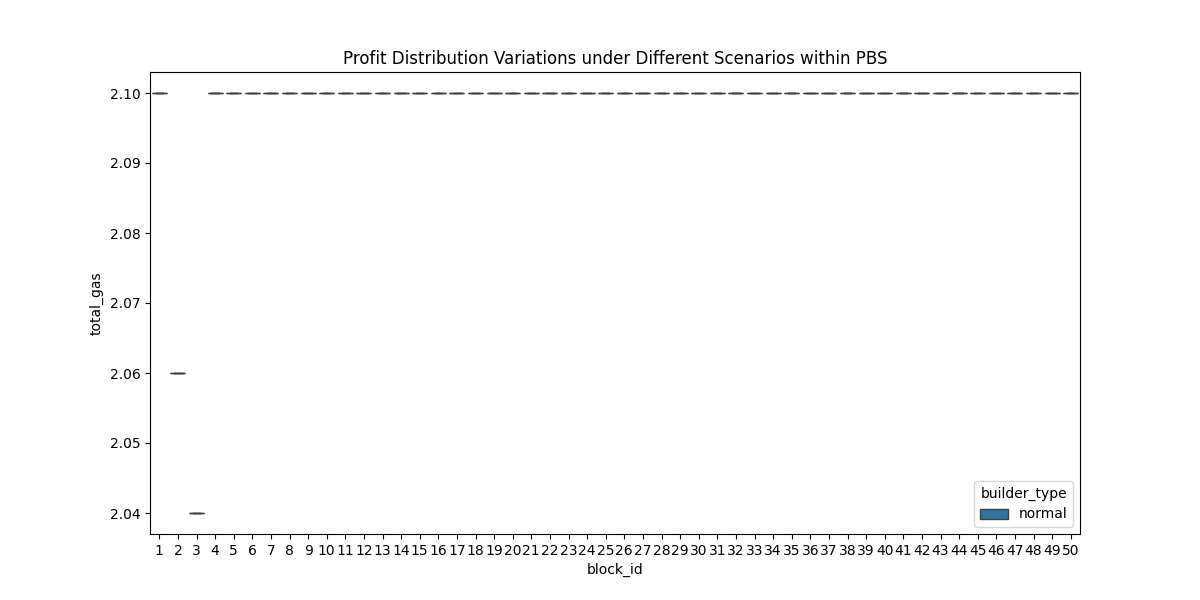 Profit Distribution Variations under Different Scenarios within PBS
total_gas
2.10
2.09
2.08
2.07
2.06
2.05
2.04
builder_type
normal
1 2 3 4 5 6 7 8 9 10 11 12 13 14 15 16 17 18 19 20 21 22 23 24 25 26 27 28 29 30 31 32 33 34 35 36 37 38 39 40 41 42 43 44 45 46 47 48 49 50
block_id